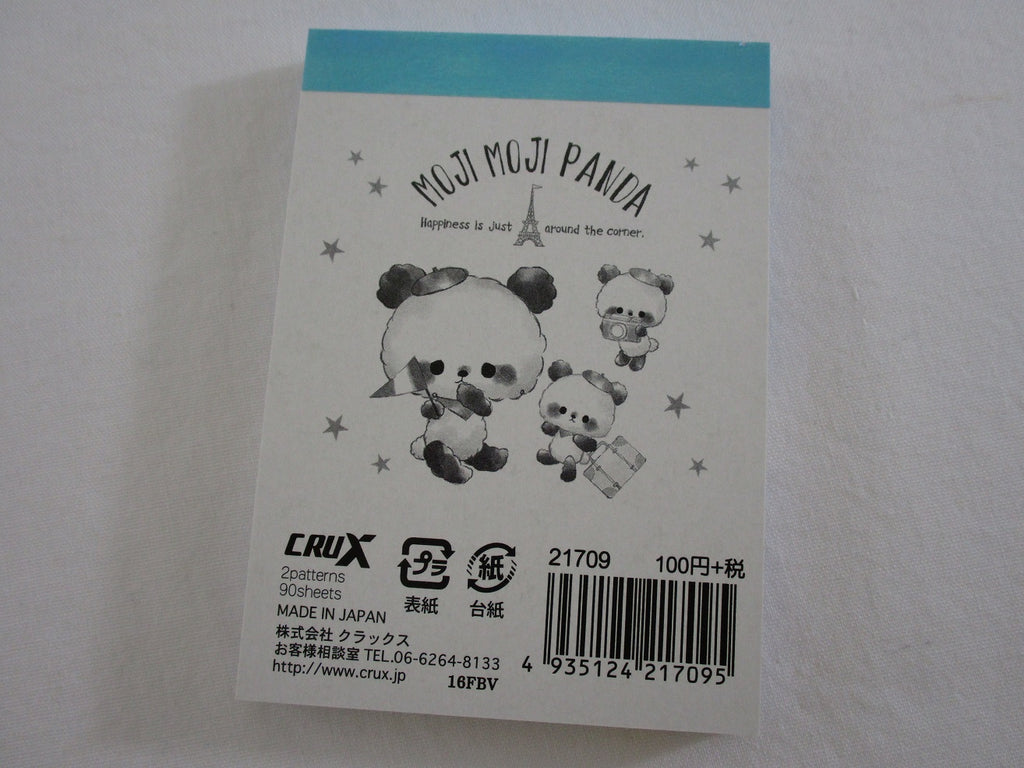 MOJI MOJI PANDA
Happiness is just around the corner.
CRUX
2patterns
90sheets
MADE IN JAPAN
株式会社 クラックス
お客様相談室 TEL.06-6264-8133
http://www.crux.jp
16FBV
プラ
表紙
紙
台紙
21709 100円+税
4 935124 217095